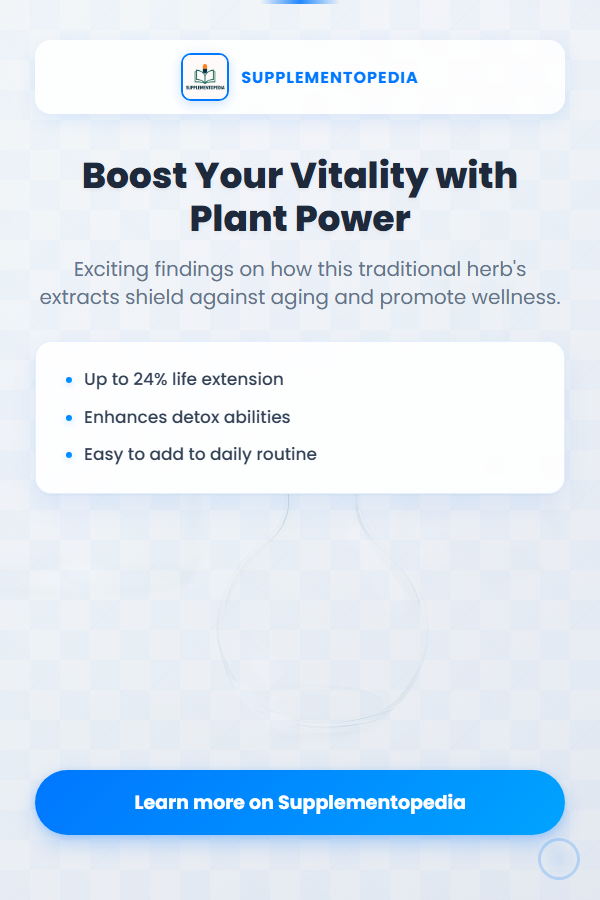 SUPPLEMENTOPEDIA
SUPPLEMENTOPEDIA
Boost Your Vitality with
Plant Power
Exciting findings on how this traditional herb's
extracts shield against aging and promote wellness.
Up to 24% life extension
Enhances detox abilities
Easy to add to daily routine
Learn more on Supplementopedia